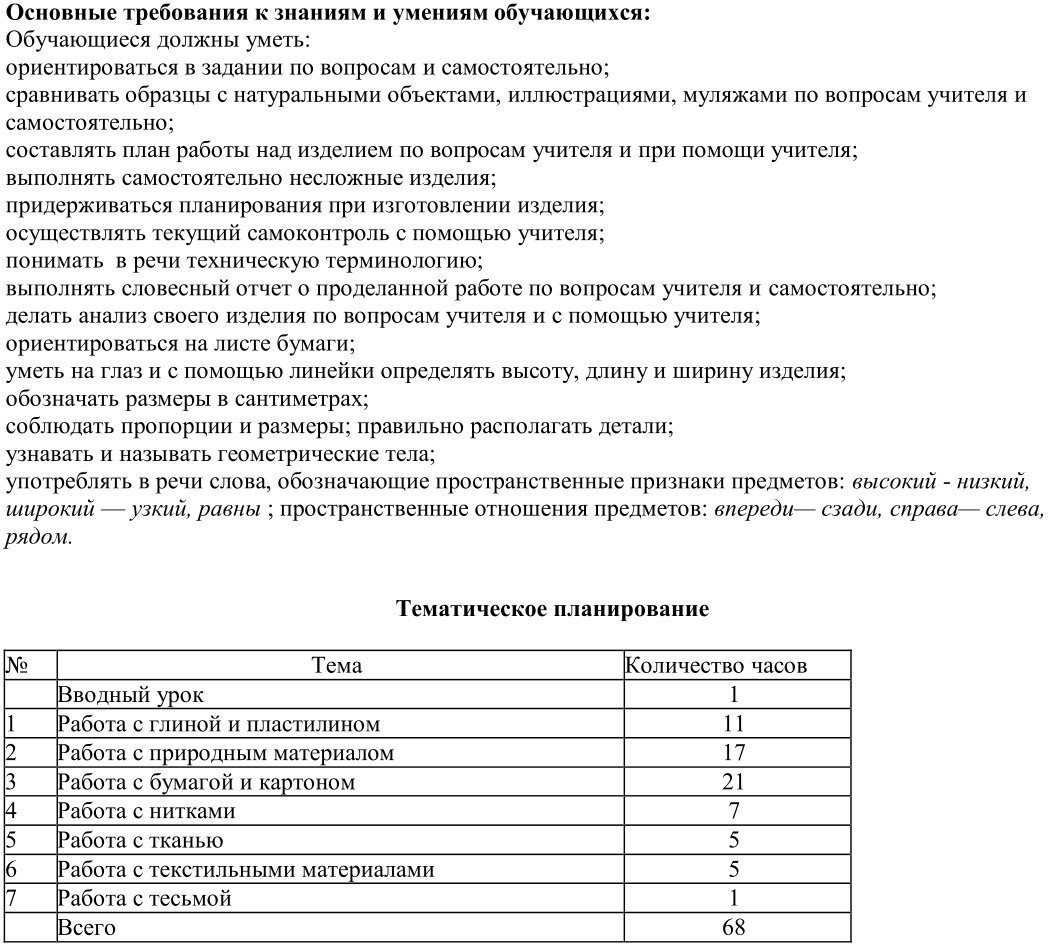 Основные требования к знаниям и умениям обучающихся:
Обучающиеся должны уметь:
ориентироваться в задании по вопросам и самостоятельно;
сравнивать образцы с натуральными объектами, иллюстрациями, муляжами по вопросам учителя и
самостоятельно;
составлять план работы над изделием по вопросам учителя и при помощи учителя;
выполнять самостоятельно несложные изделия;
придерживаться планирования при изготовлении изделия;
осуществлять текущий самоконтроль с помощью учителя;
понимать  в речи техническую терминологию;
выполнять словесный отчет о проделанной работе по вопросам учителя и самостоятельно;
делать анализ своего изделия по вопросам учителя и с помощью учителя;
ориентироваться на листе бумаги;
уметь на глаз и с помощью линейки определять высоту, длину и ширину изделия;
обозначать размеры в сантиметрах;
соблюдать пропорции и размеры; правильно располагать детали;
узнавать и называть геометрические тела;
употреблять в речи слова, обозначающие пространственные признаки предметов: высокий - низкий,
широкий — узкий, равны ; пространственные отношения предметов: впереди— сзади, справа— слева,
рядом.
Тематическое планирование
№ Тема Количество часов
Вводный урок 1
1 Работа с глиной и пластилином 11
2 Работа с природным материалом 17
3 Работа с бумагой и картоном 21
4 Работа с нитками 7
5 Работа с тканью 5
6 Работа с текстильными материалами 5
7 Работа с тесьмой 1
Всего 68